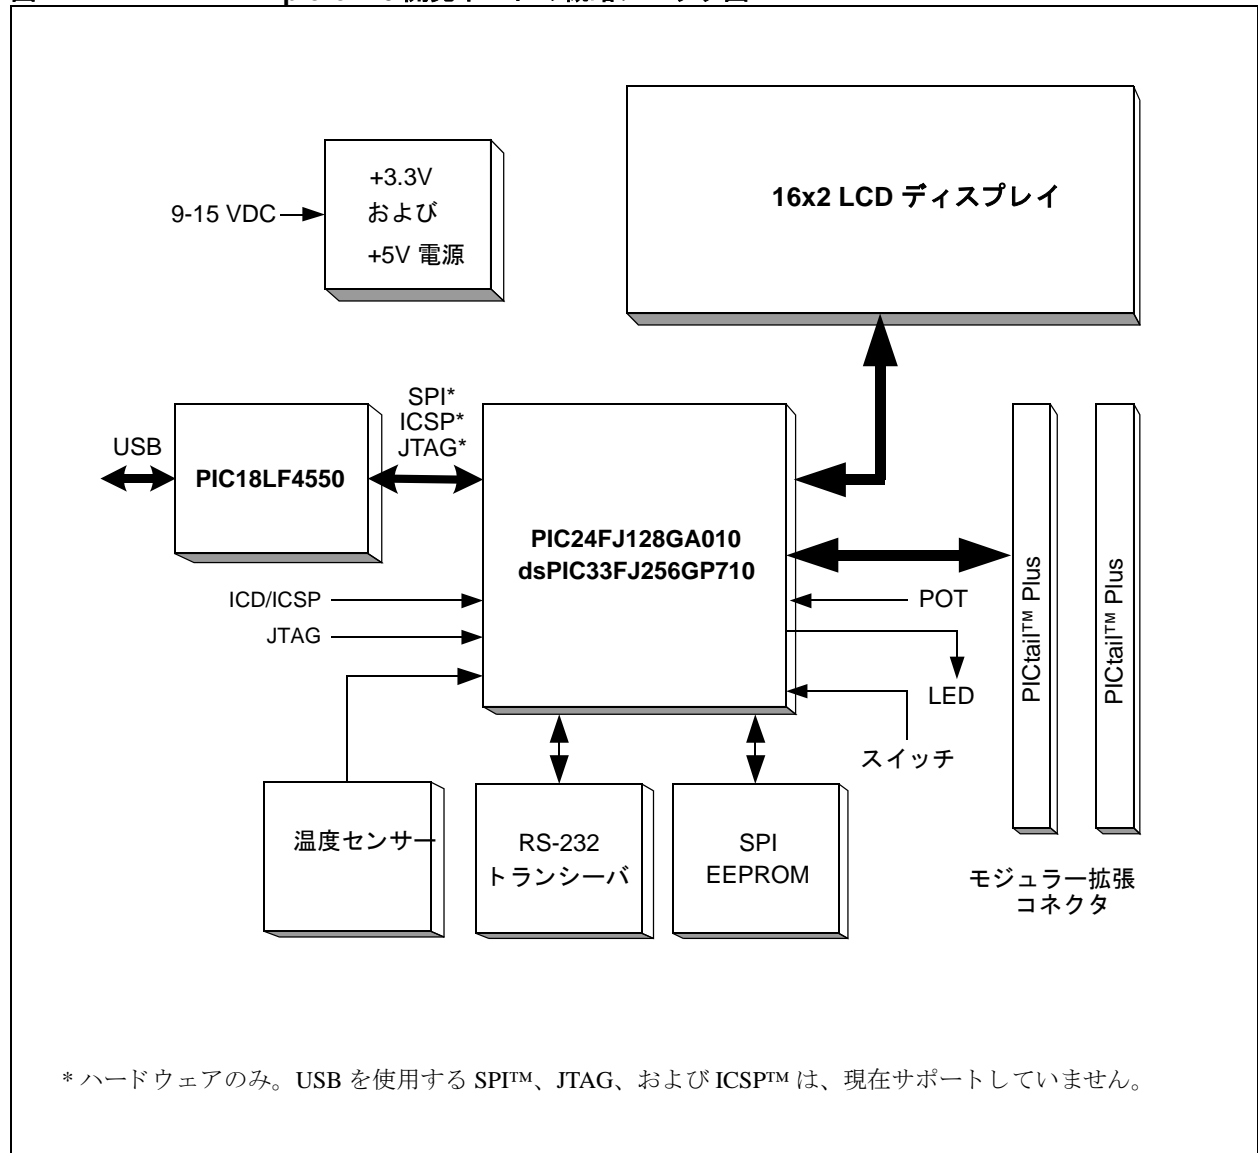 +3.3V
および
+5V 電源
9-15 VDC
16x2 LCD ディスプレイ
SPI*
ICSP*
JTAG*
USB
PIC18LF4550
PIC24FJ128GA010
dsPIC33FJ256GP710
ICD/ICSP
JTAG
POT
LED
スイッチ
PICtail™ Plus
PICtail™ Plus
温度センサー
RS-232
トランシーバ
SPI
EEPROM
モジュラー拡張
コネクタ
* ハードウェアのみ。USB を使用する SPI™、JTAG、および ICSP™ は、現在サポートしていません。